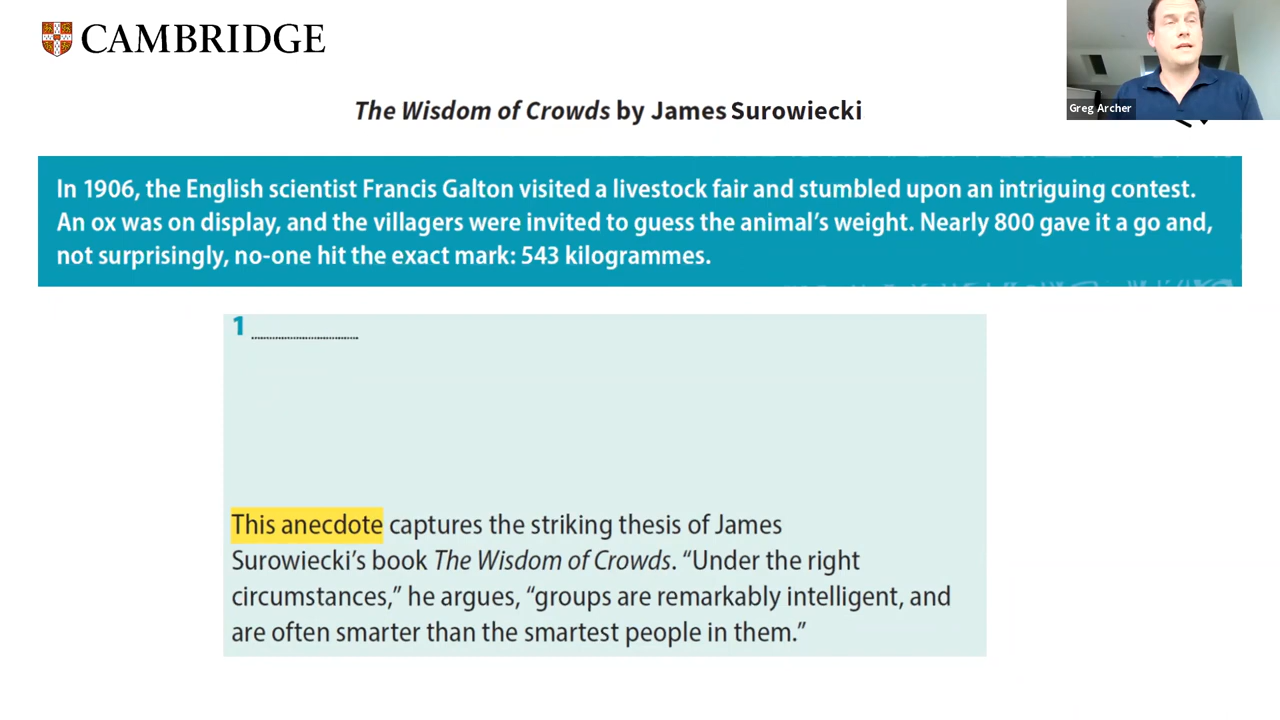 CAMBRIDGE
Greg Archer
The Wisdom of Crowds by James Surowiecki
In 1906, the English scientist Francis Galton visited a livestock fair and stumbled upon an intriguing contest.
An ox was on display, and the villagers were invited to guess the animal’s weight. Nearly 800 gave it a go and,
not surprisingly, no-one hit the exact mark: 543 kilogrammes.
1 ..............................
This anecdote captures the striking thesis of James
Surowiecki’s book The Wisdom of Crowds. “Under the right
circumstances,” he argues, “groups are remarkably intelligent, and
are often smarter than the smartest people in them.”